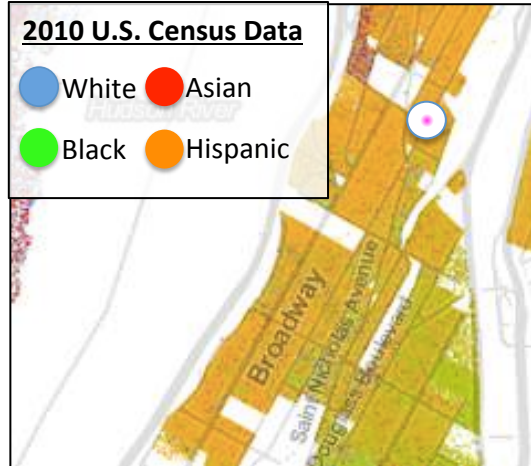 2010 U.S. Census Data
White Asian
Hudson River
Black Hispanic
Broadway
Saint Nicholas Avenue
Douglass Boulevard